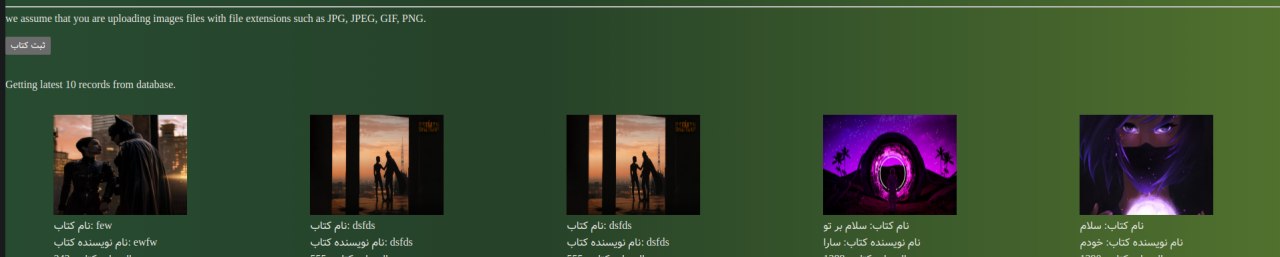 we assume that you are uploading images files with file extensions such as JPG, JPEG, GIF, PNG.
ثبت کتاب
Getting latest 10 records from database.
نام کتاب: few
نام نویسنده کتاب: ewfw
نام کتاب: dsfds
نام نویسنده کتاب: dsfds
نام کتاب: dsfds
نام نویسنده کتاب: dsfds
نام کتاب: سلام بر تو
نام نویسنده کتاب: سارا
نام کتاب: سلام
نام نویسنده کتاب: خودم